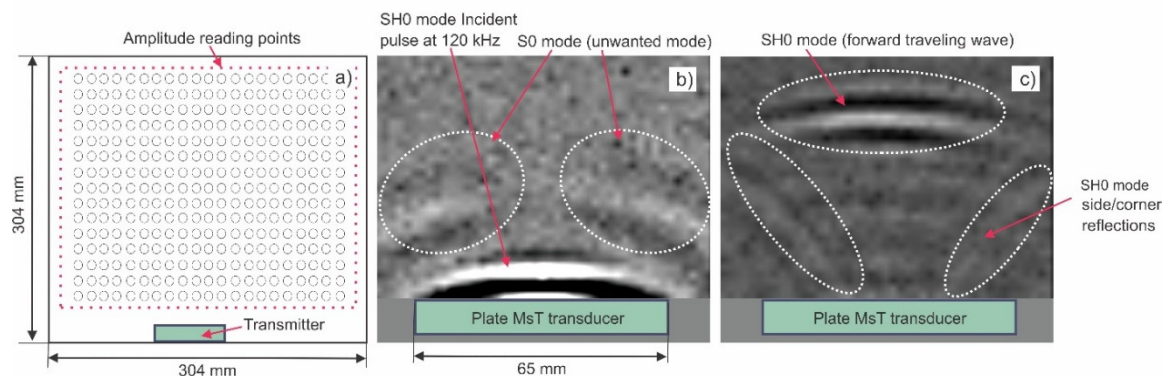 Amplitude reading points
a)
304 mm
Transmitter
304 mm
SH0 mode Incident
pulse at 120 kHz
S0 mode (unwanted mode)
b)
Plate MsT transducer
65 mm
SH0 mode (forward traveling wave)
c)
SH0 mode
side/corner
reflections
Plate MsT transducer